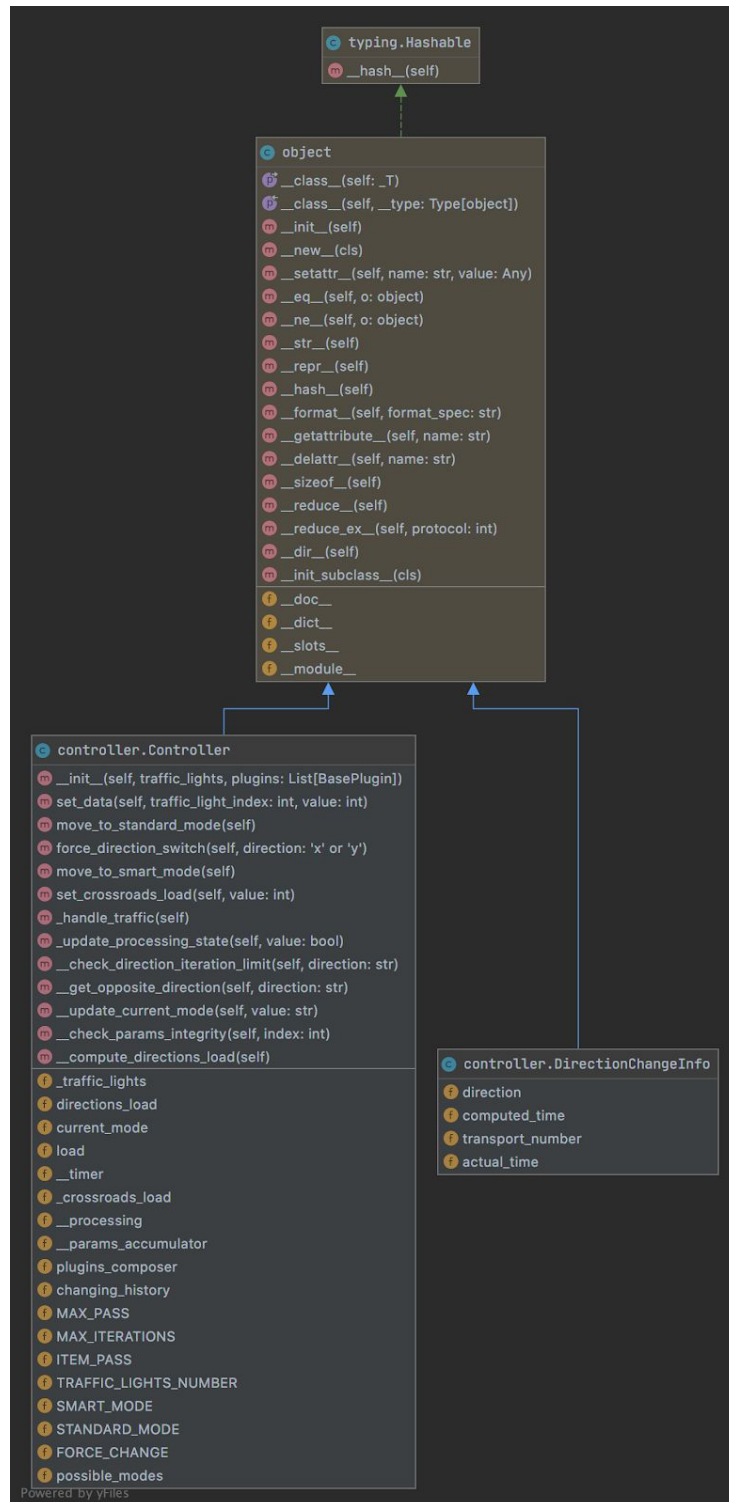 typing.Hashable
__hash__(self)
object
__class__(self: _T)
__class__(self, __type: Type[object])
__init__(self)
__new__(cls)
__setattr__(self, name: str, value: Any)
__eq__(self, o: object)
__ne__(self, o: object)
__str__(self)
__repr__(self)
__hash__(self)
__format__(self, format_spec: str)
__getattribute__(self, name: str)
__delattr__(self, name: str)
__sizeof__(self)
__reduce__(self)
__reduce_ex__(self, protocol: int)
__dir__(self)
__init_subclass__(cls)
__doc__
__dict__
__slots__
__module__
controller.Controller
__init__(self, traffic_lights, plugins: List[BasePlugin])
set_data(self, traffic_light_index: int, value: int)
move_to_standard_mode(self)
force_direction_switch(self, direction: 'x' or 'y')
move_to_smart_mode(self)
set_crossroads_load(self, value: int)
_handle_traffic(self)
_update_processing_state(self, value: bool)
__check_direction_iteration_limit(self, direction: str)
__get_opposite_direction(self, direction: str)
__update_current_mode(self, value: str)
__check_params_integrity(self, index: int)
__compute_directions_load(self)
_traffic_lights
directions_load
current_mode
load
__timer
_crossroads_load
__processing
__params_accumulator
plugins_composer
changing_history
MAX_PASS
MAX_ITERATIONS
ITEM_PASS
TRAFFIC_LIGHTS_NUMBER
SMART_MODE
STANDARD_MODE
FORCE_CHANGE
possible_modes
controller.DirectionChangeInfo
direction
computed_time
transport_number
actual_time
Powered by yFiles